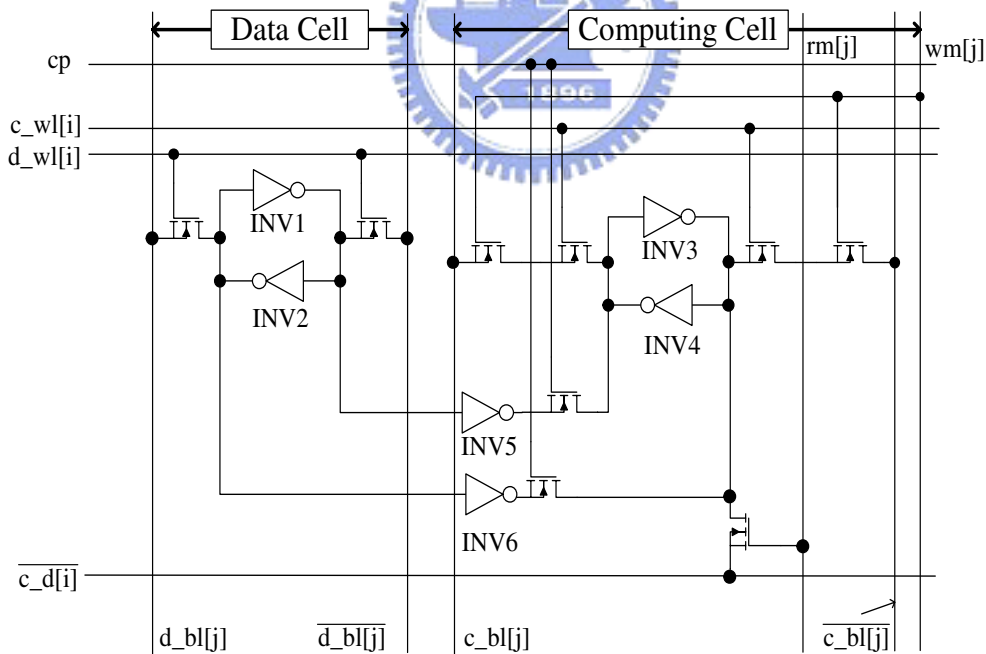 Data Cell
Computing Cell
rm[j]
wm[j]
cp
1896
c_wl[i]
d_wl[i]
INV1
INV3
INV2
INV4
INV5
INV6
c_d[i]
d_bl[j]
d_bl[j]
c_bl[j]
c_bl[j]